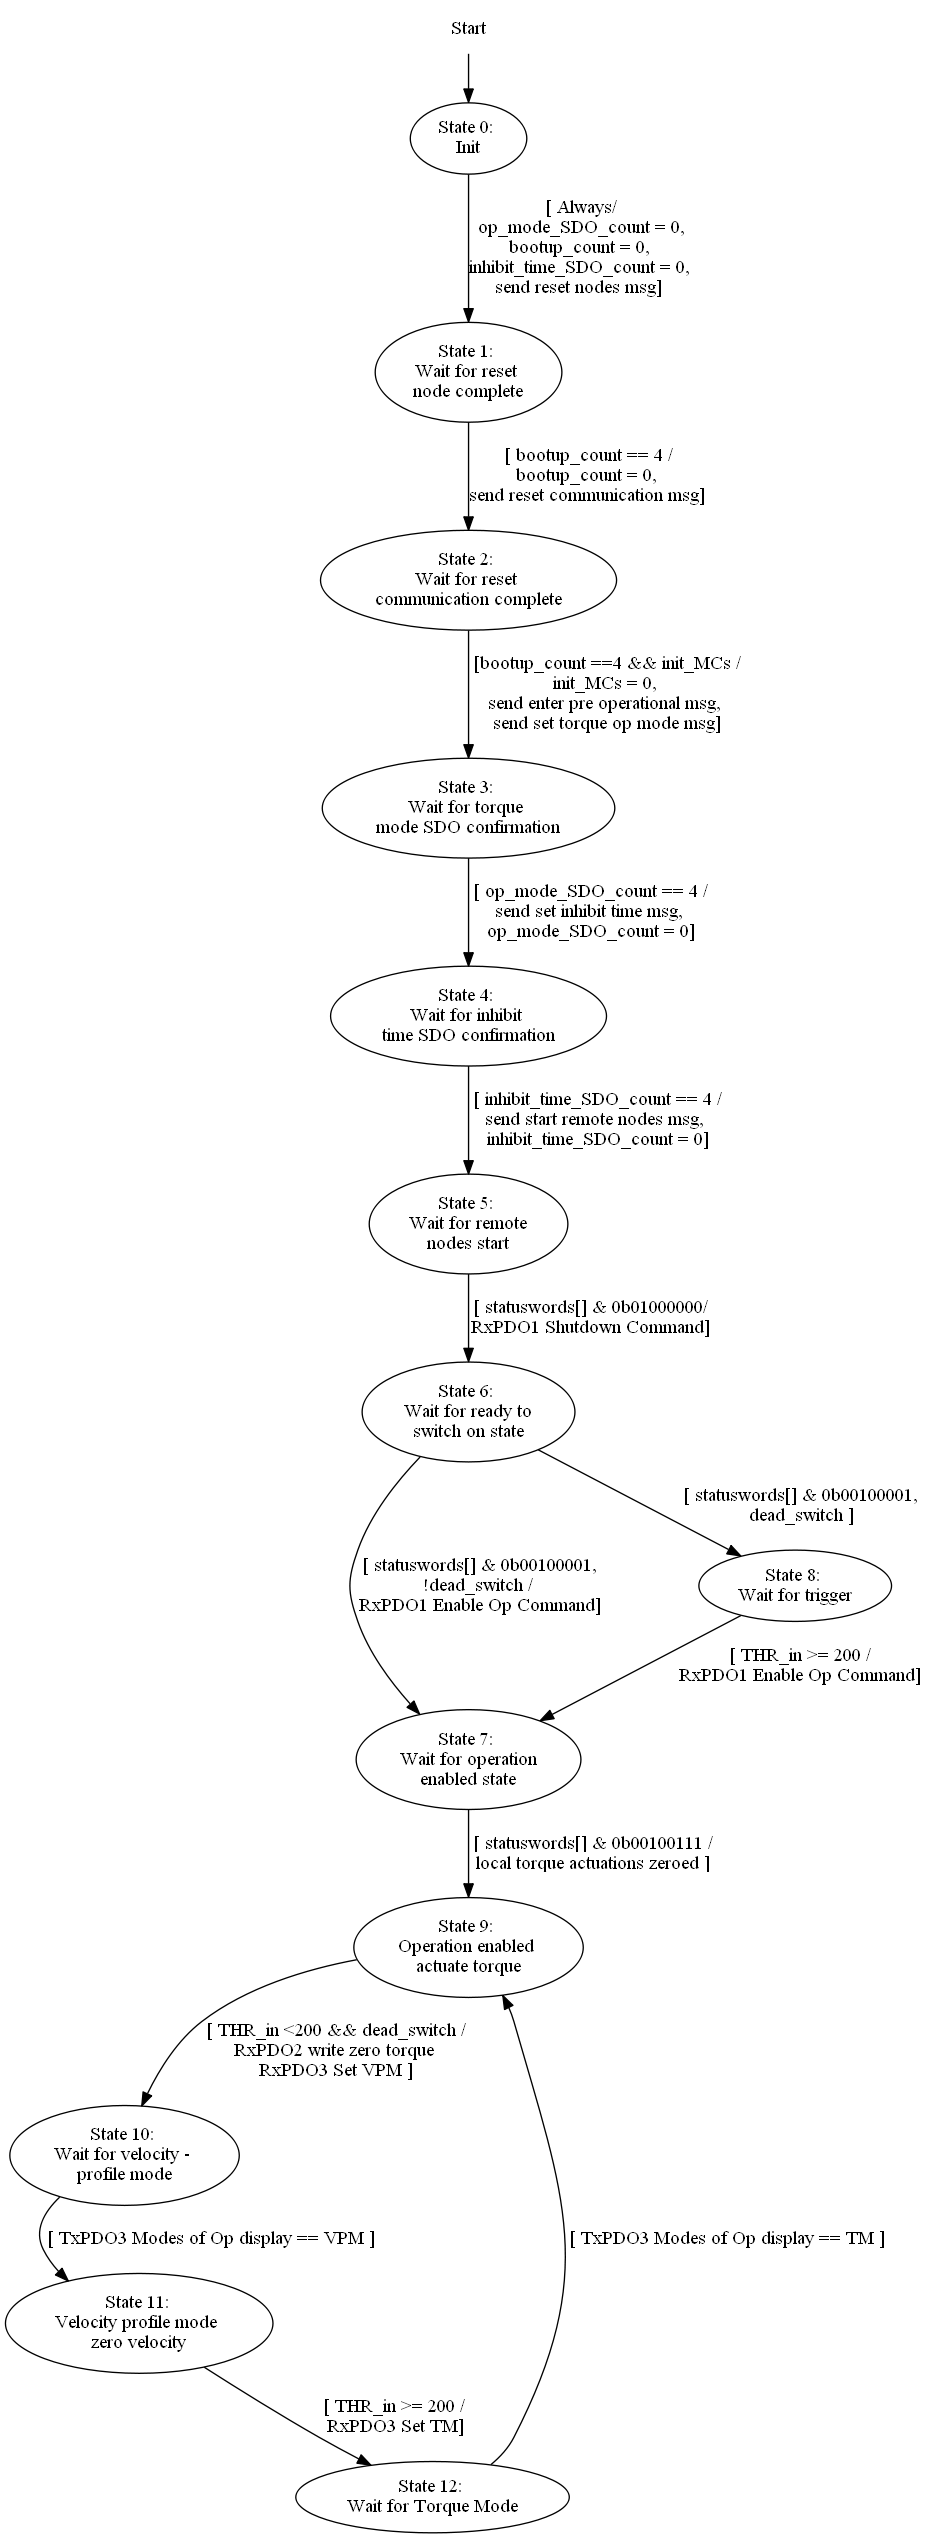 Start
State 0:
Init
[ Always/
op_mode_SDO_count = 0,
bootup_count = 0,
inhibit_time_SDO_count = 0,
send reset nodes msg]
State 1:
Wait for reset
node complete
[ bootup_count == 4 /
bootup_count = 0,
send reset communication msg]
State 2:
Wait for reset
communication complete
[bootup_count ==4 && init_MCs /
init_MCs = 0,
send enter pre operational msg,
send set torque op mode msg]
State 3:
Wait for torque
mode SDO confirmation
[ op_mode_SDO_count == 4 /
send set inhibit time msg,
op_mode_SDO_count = 0]
State 4:
Wait for inhibit
time SDO confirmation
[ inhibit_time_SDO_count == 4 /
send start remote nodes msg,
inhibit_time_SDO_count = 0]
State 5:
Wait for remote
nodes start
[ statuswords[] & 0b01000000/
RxPDO1 Shutdown Command]
State 6:
Wait for ready to
switch on state
[ statuswords[] & 0b00100001,
dead_switch ]
[ statuswords[] & 0b00100001,
!dead_switch /
RxPDO1 Enable Op Command]
State 8:
Wait for trigger
[ THR_in >= 200 /
RxPDO1 Enable Op Command]
State 7:
Wait for operation
enabled state
[ statuswords[] & 0b00100111 /
local torque actuations zeroed ]
State 9:
Operation enabled
actuate torque
[ THR_in <200 && dead_switch /
RxPDO2 write zero torque
RxPDO3 Set VPM ]
State 10:
Wait for velocity -
profile mode
[ TxPDO3 Modes of Op display == VPM ]
[ TxPDO3 Modes of Op display == TM ]
State 11:
Velocity profile mode
zero velocity
[ THR_in >= 200 /
RxPDO3 Set TM]
State 12:
Wait for Torque Mode